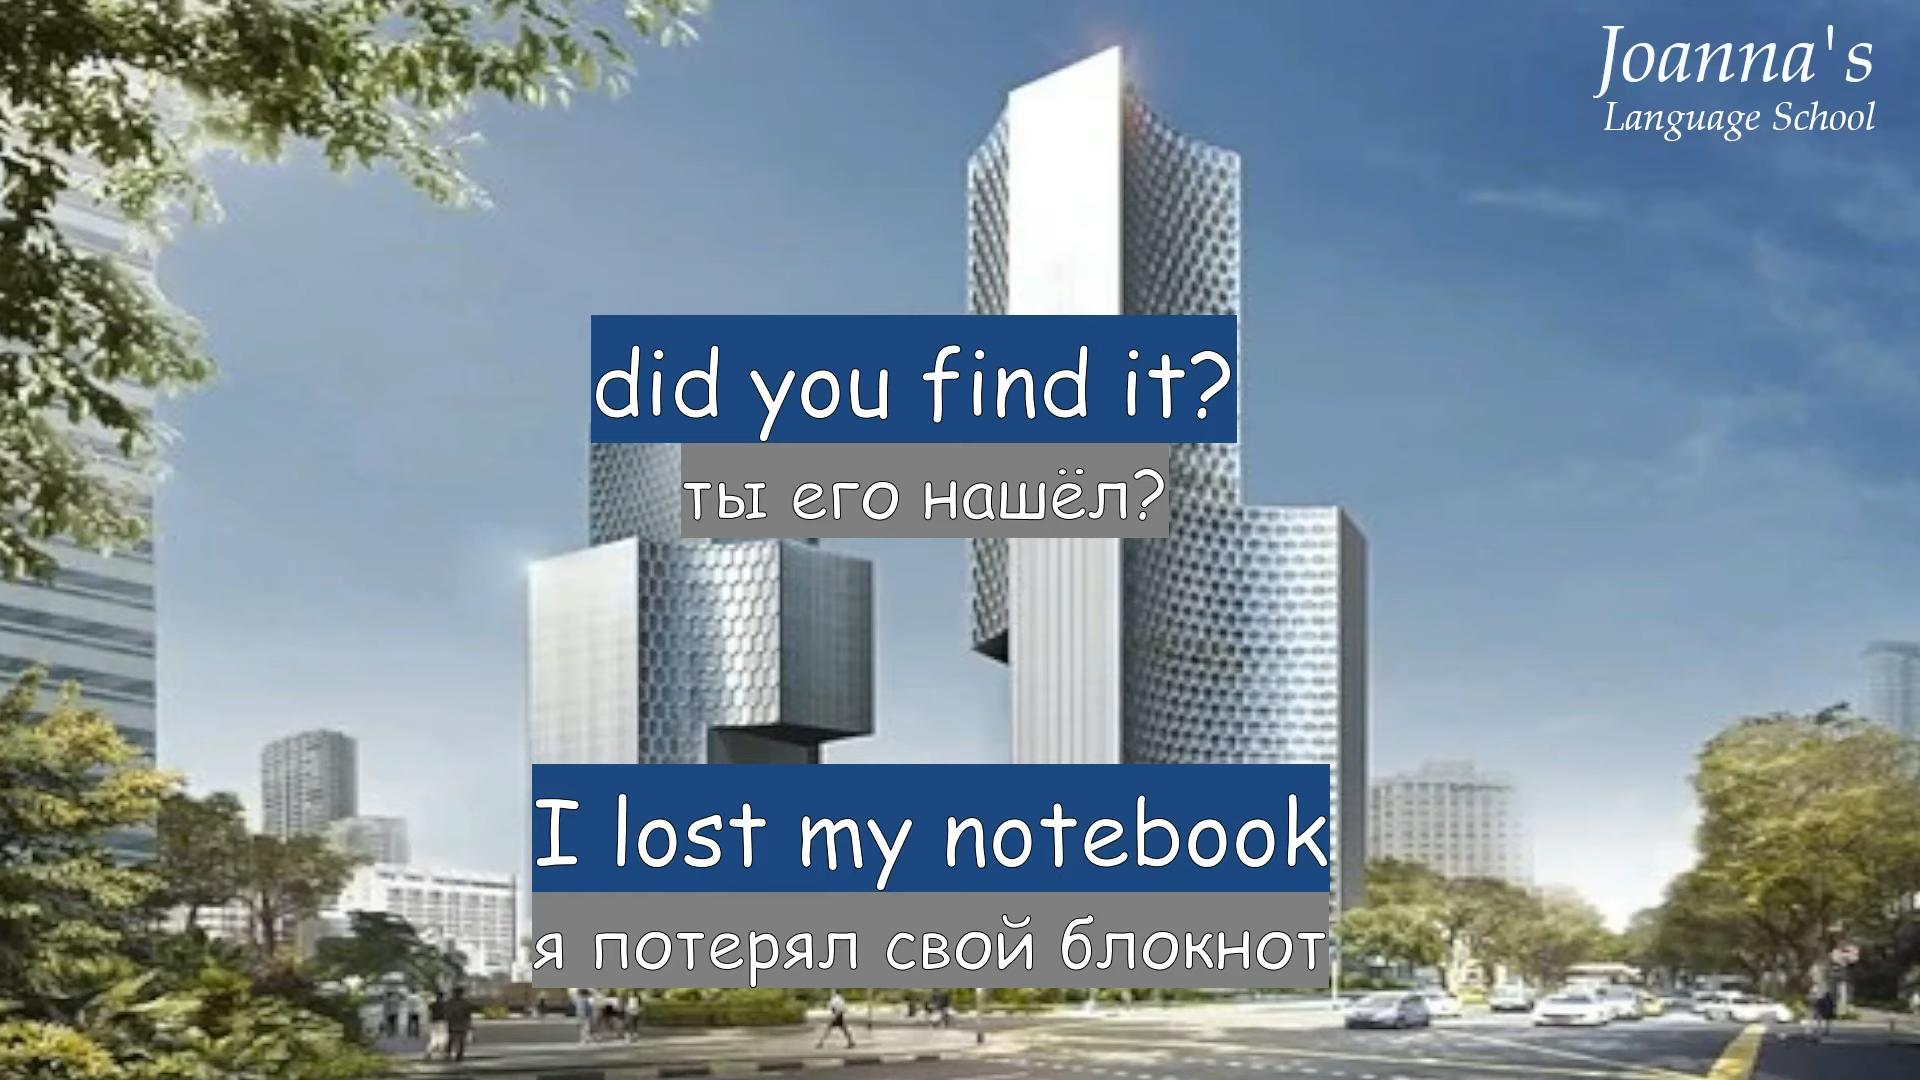 Joanna's
Language School
did you find it?
ты его нашёл?
I lost my notebook
я потерял свой блокнот